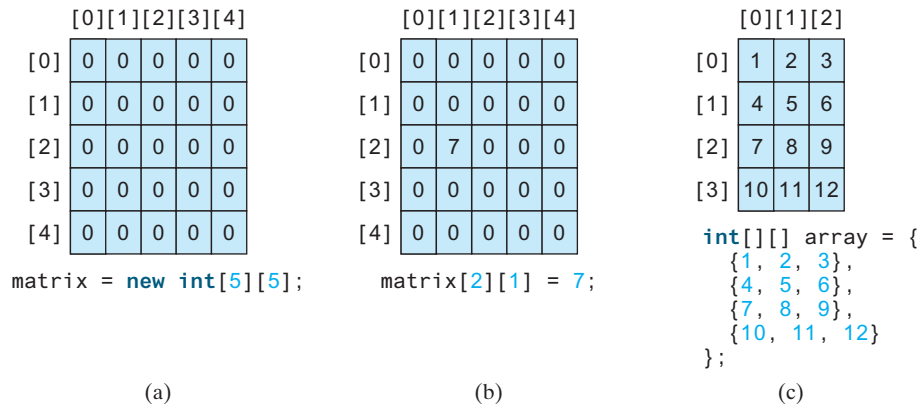 [0][1][2][3][4]
[0] 0 0 0 0 0
[1] 0 0 0 0 0
[2] 0 0 0 0 0
[3] 0 0 0 0 0
[4] 0 0 0 0 0
matrix = new int[5][5];
(a)
[0][1][2][3][4]
[0] 0 0 0 0 0
[1] 0 0 0 0 0
[2] 0 7 0 0 0
[3] 0 0 0 0 0
[4] 0 0 0 0 0
matrix[2][1] = 7;
(b)
[0][1][2]
[0] 1 2 3
[1] 4 5 6
[2] 7 8 9
[3] 10 11 12
int[][] array = {
{1, 2, 3},
{4, 5, 6},
{7, 8, 9},
{10, 11, 12}
};
(c)